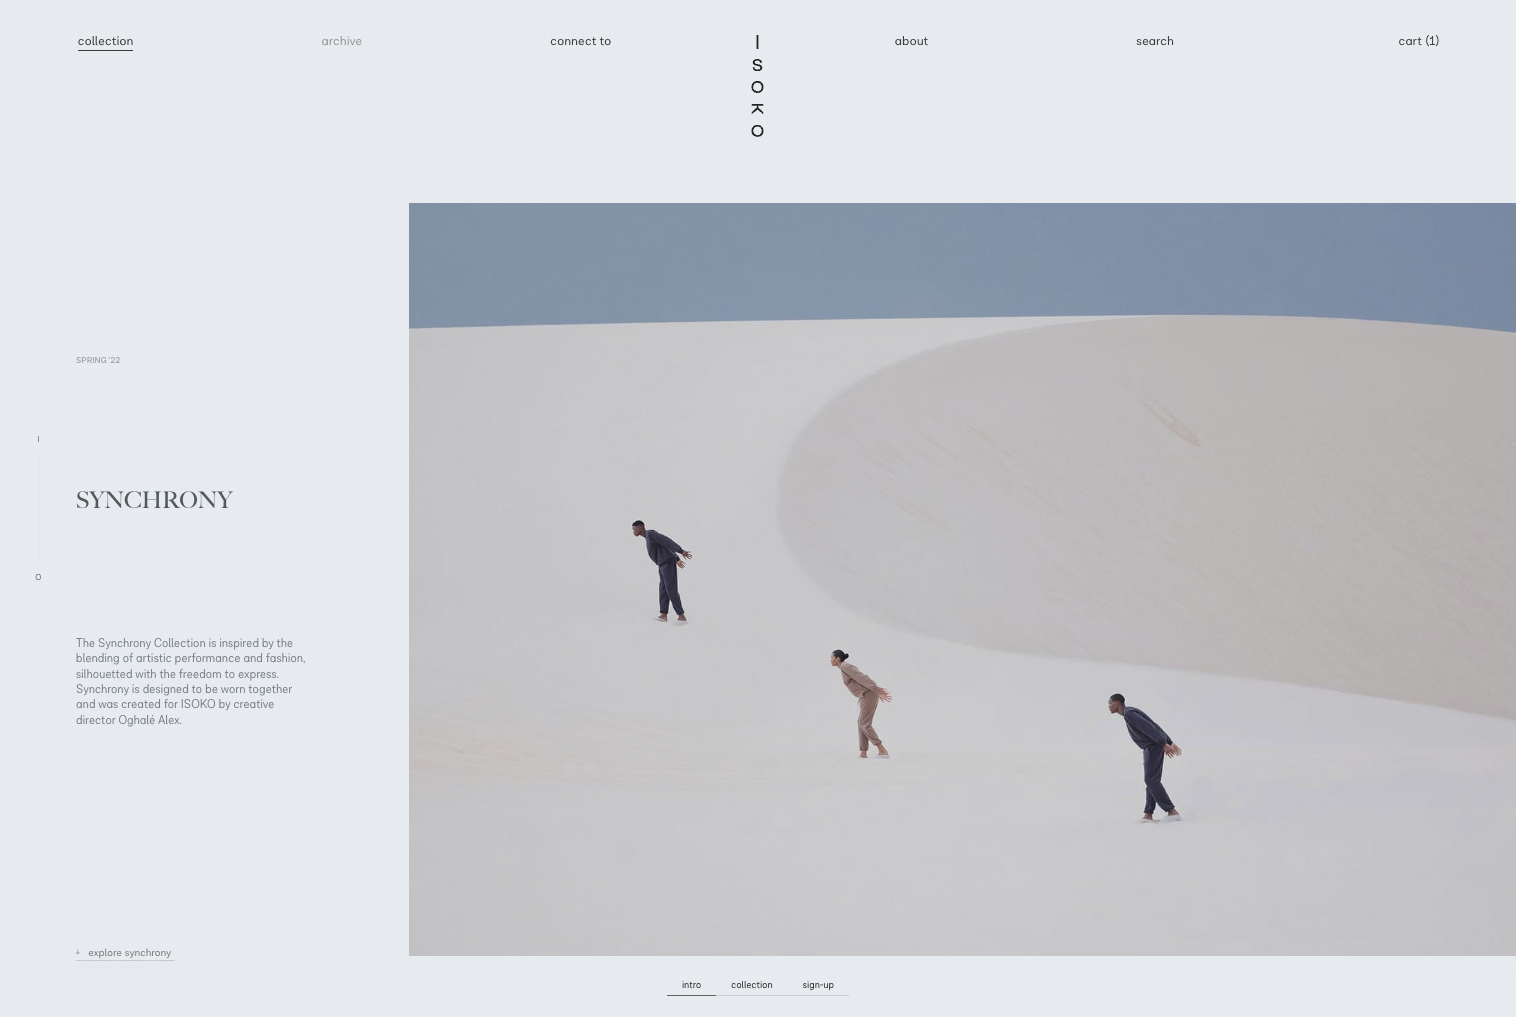 collection
archive
connect to
ISOKO
about
search
cart (1)
SPRING '22
I
SYNCHRONY
O
The Synchrony Collection is inspired by the
blending of artistic performance and fashion,
silhouetted with the freedom to express.
Synchrony is designed to be worn together
and was created for ISOKO by creative
director Oghalé Alex.
↓ explore synchrony
intro
collection
sign-up